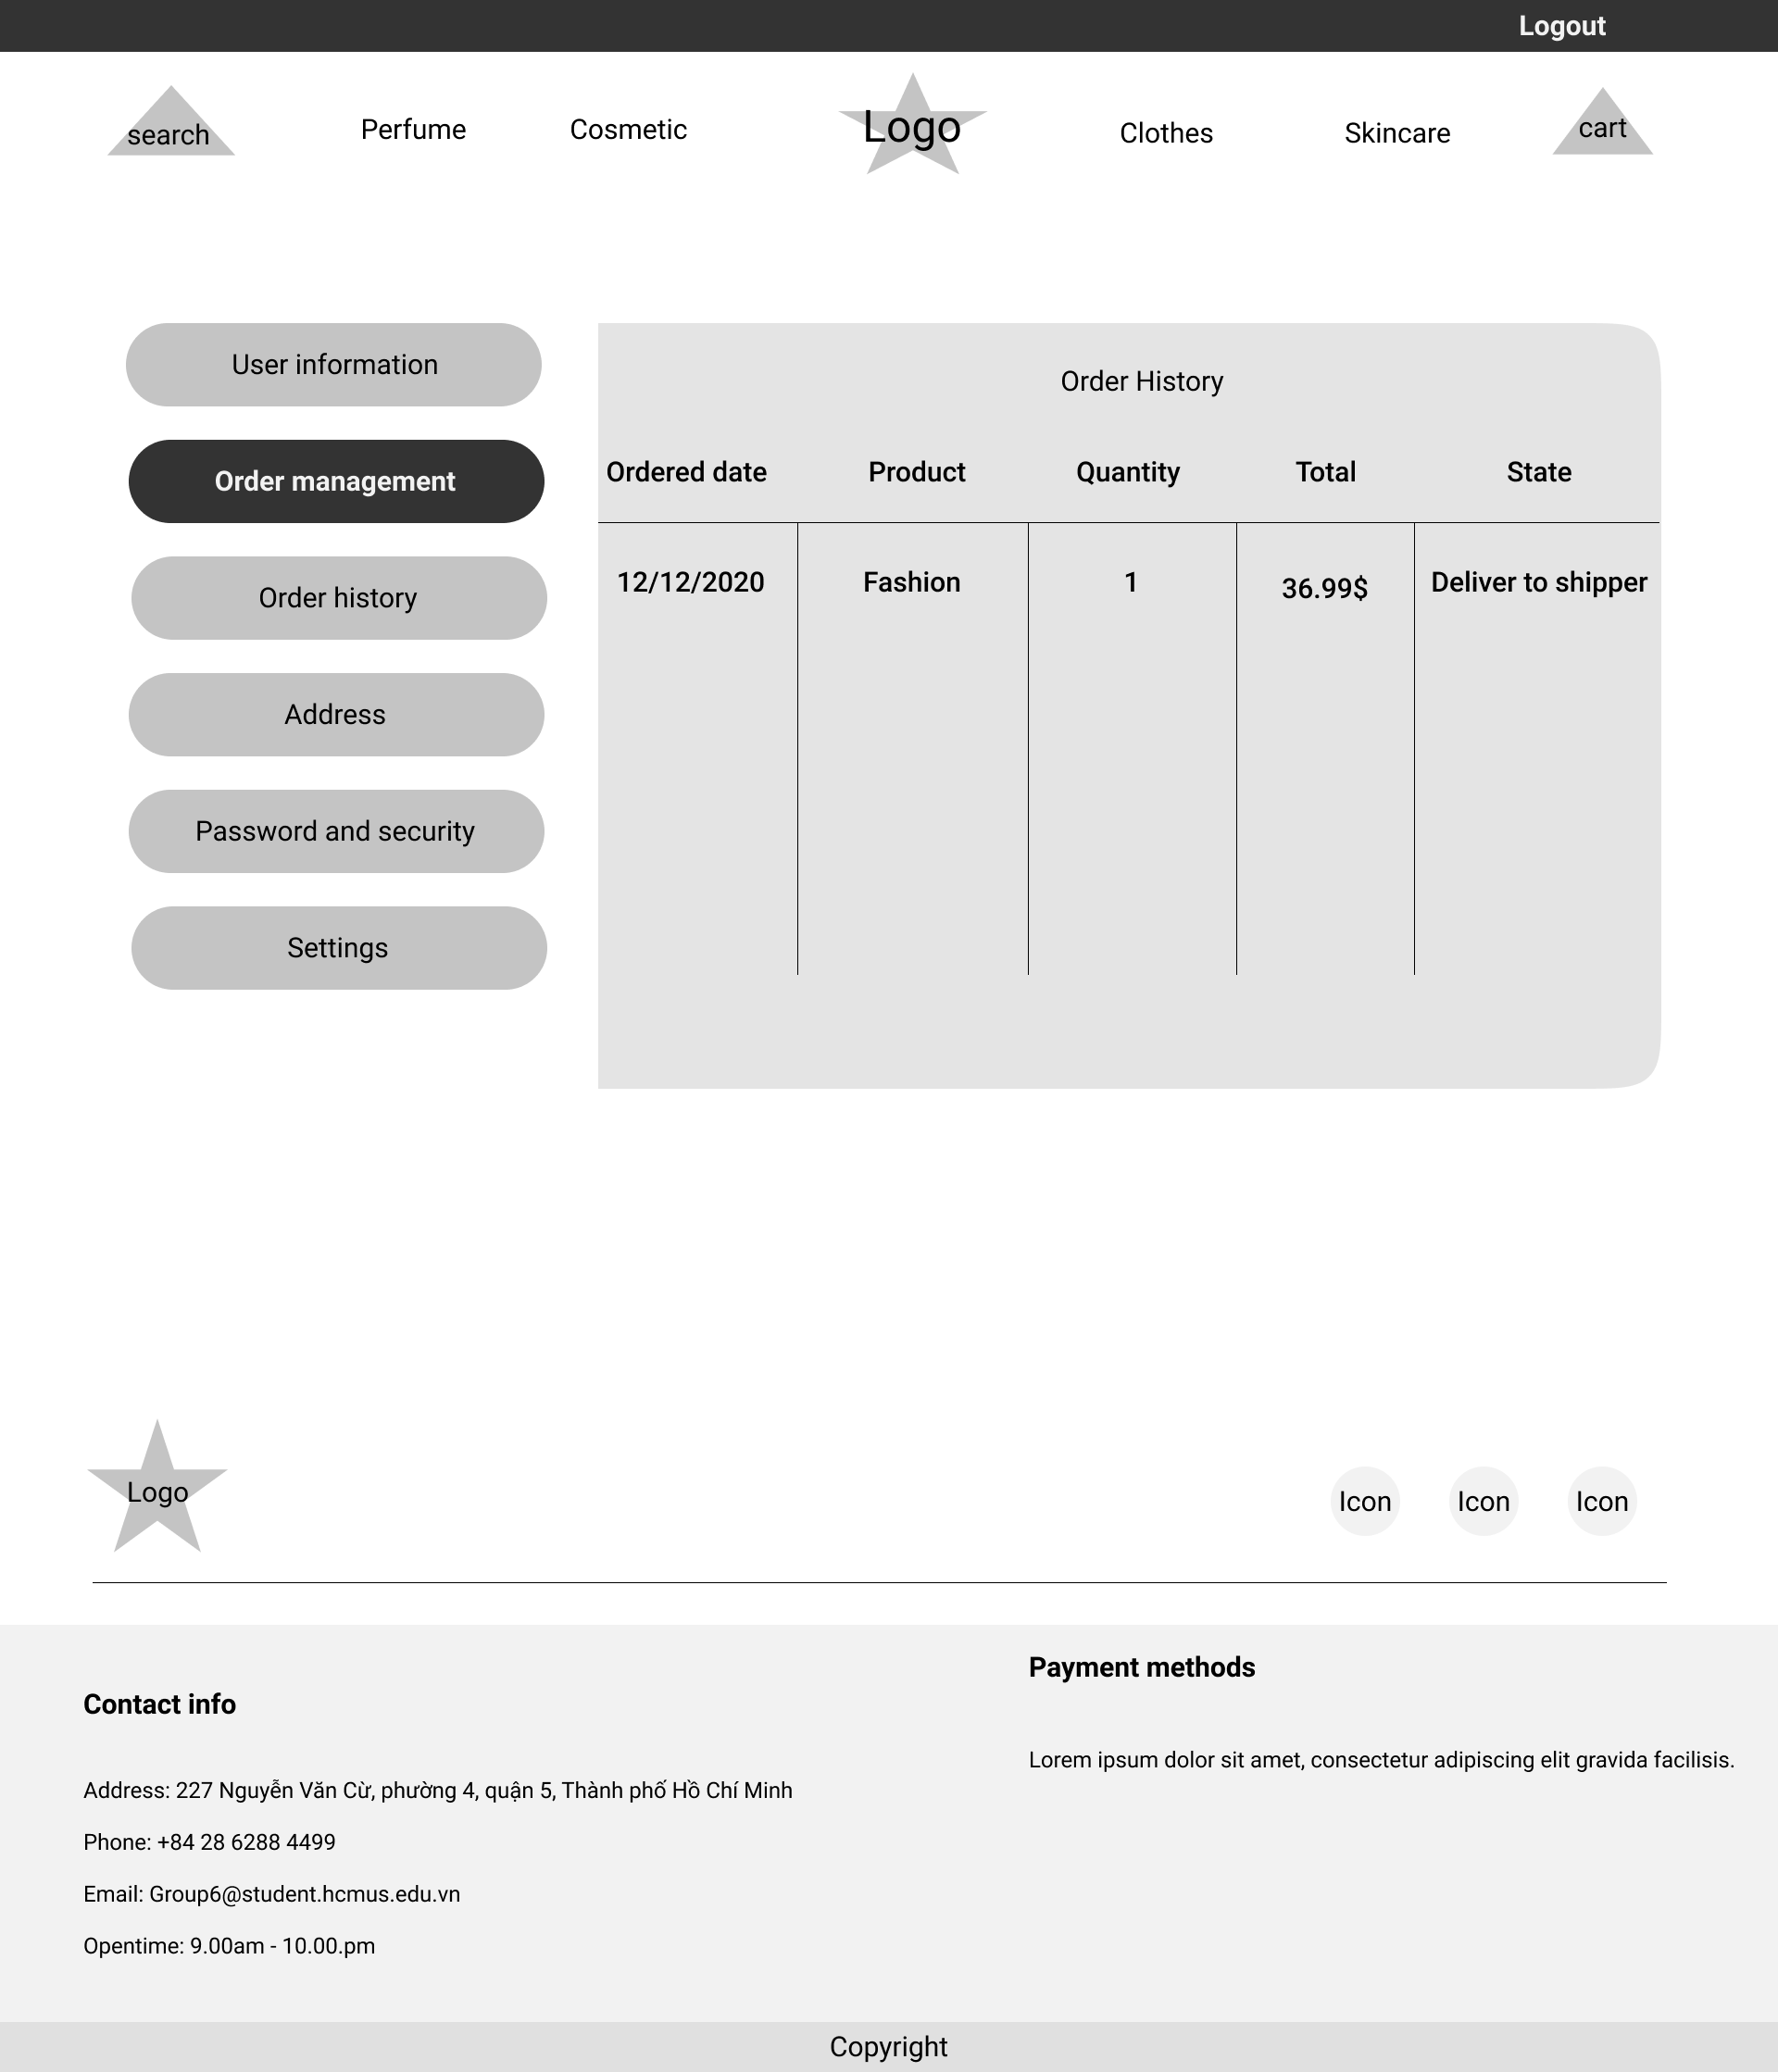 Logout
search
Perfume
Cosmetic
Logo
Clothes
Skincare
cart
User information
Order management
Order history
Address
Password and security
Settings
Order History
Ordered date Product Quantity Total State
12/12/2020 Fashion 1 36.99$ Deliver to shipper
Logo
Icon
Icon
Icon
Contact info
Address: 227 Nguyễn Văn Cừ, phường 4, quận 5, Thành phố Hồ Chí Minh
Phone: +84 28 6288 4499
Email: Group6@student.hcmus.edu.vn
Opentime: 9.00am - 10.00.pm
Payment methods
Lorem ipsum dolor sit amet, consectetur adipiscing elit gravida facilisis.
Copyright